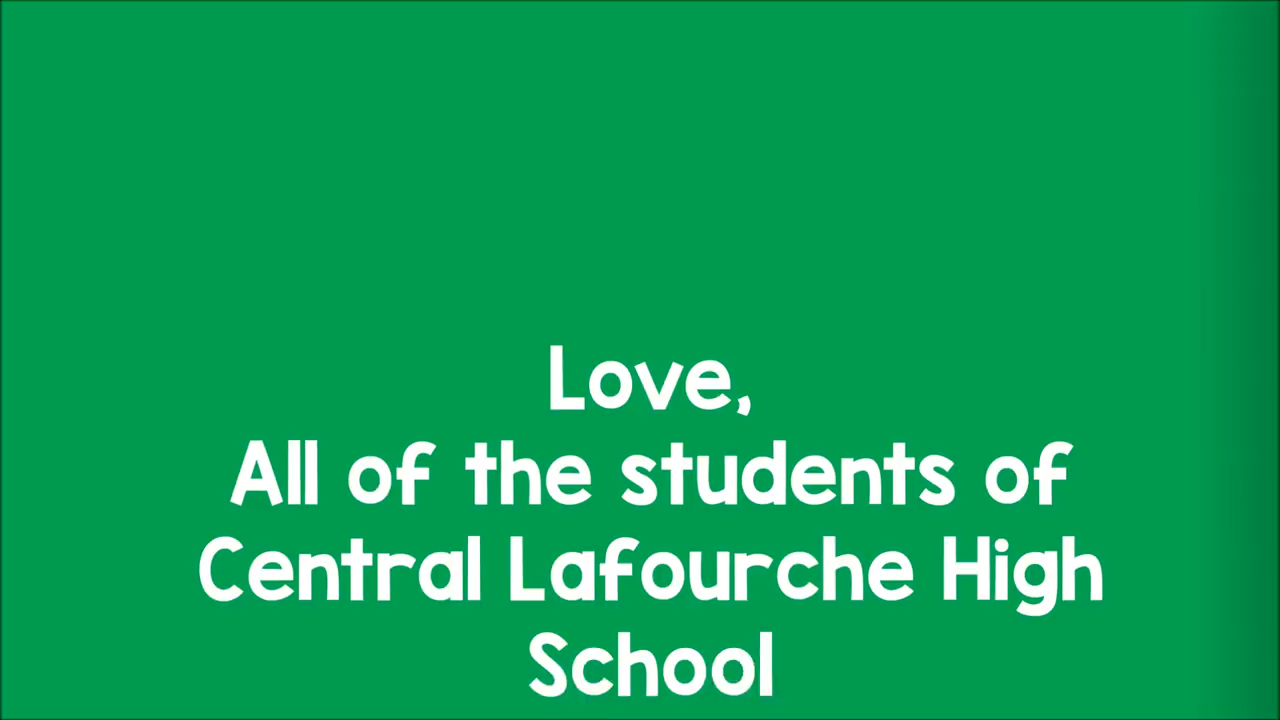 Love,
All of the students of
Central Lafourche High
School